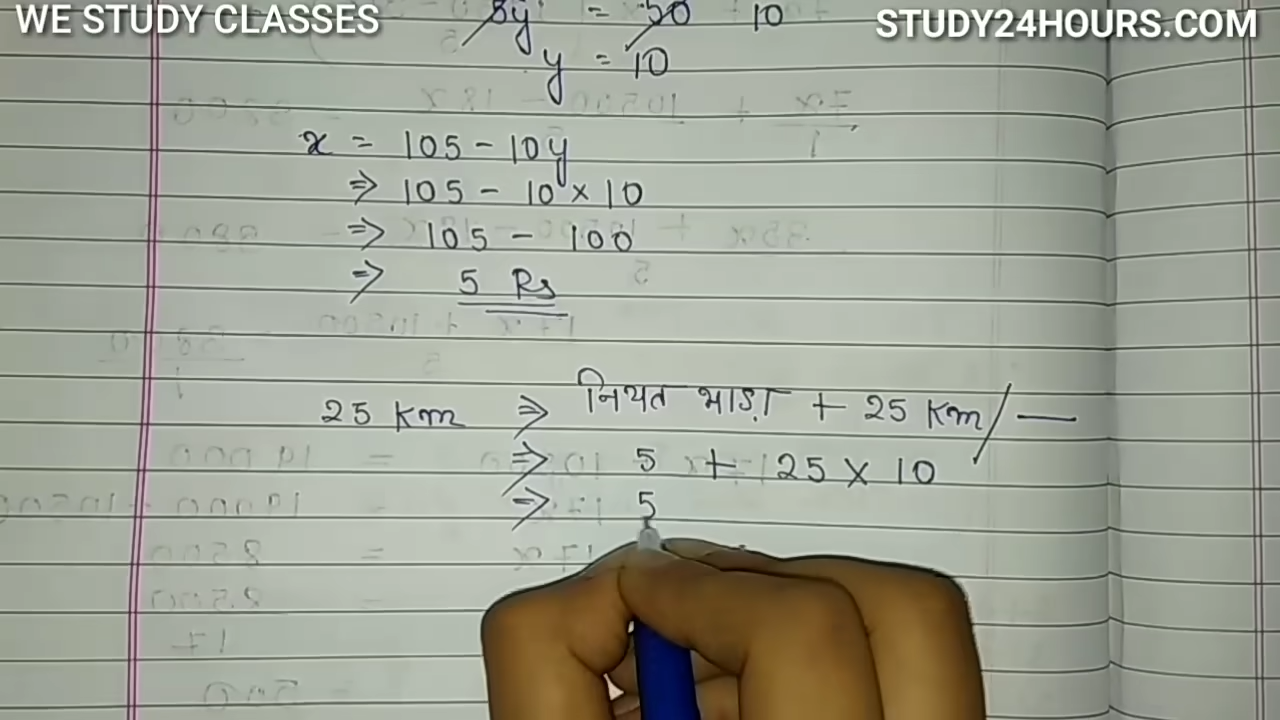 WE STUDY CLASSES
STUDY24HOURS.COM
5y = 50 10
y = 10
x = 105 - 10y
⇒ 105 - 10 × 10
⇒ 105 - 100
⇒ 5 Rs
25 Km ⇒ नियत भाड़ा + 25 Km/—
⇒ 5 + 25 × 10
⇒ 5